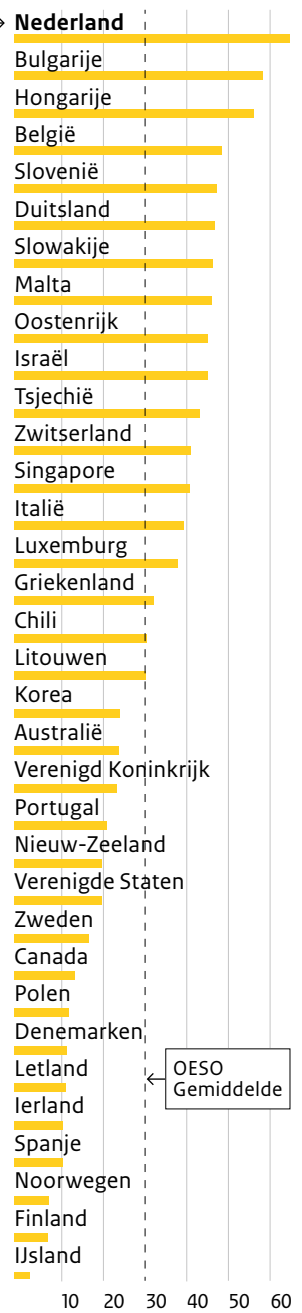 Nederland
Bulgarije
Hongarije
België
Slovenië
Duitsland
Slowakije
Malta
Oostenrijk
Israël
Tsjechië
Zwitserland
Singapore
Italië
Luxemburg
Griekenland
Chili
Litouwen
Korea
Australië
Verenigd Koninkrijk
Portugal
Nieuw-Zeeland
Verenigde Staten
Zweden
Canada
Polen
Denemarken
Letland
OESO
Gemiddelde
Ierland
Spanje
Noorwegen
Finland
IJsland
10 20 30 40 50 60